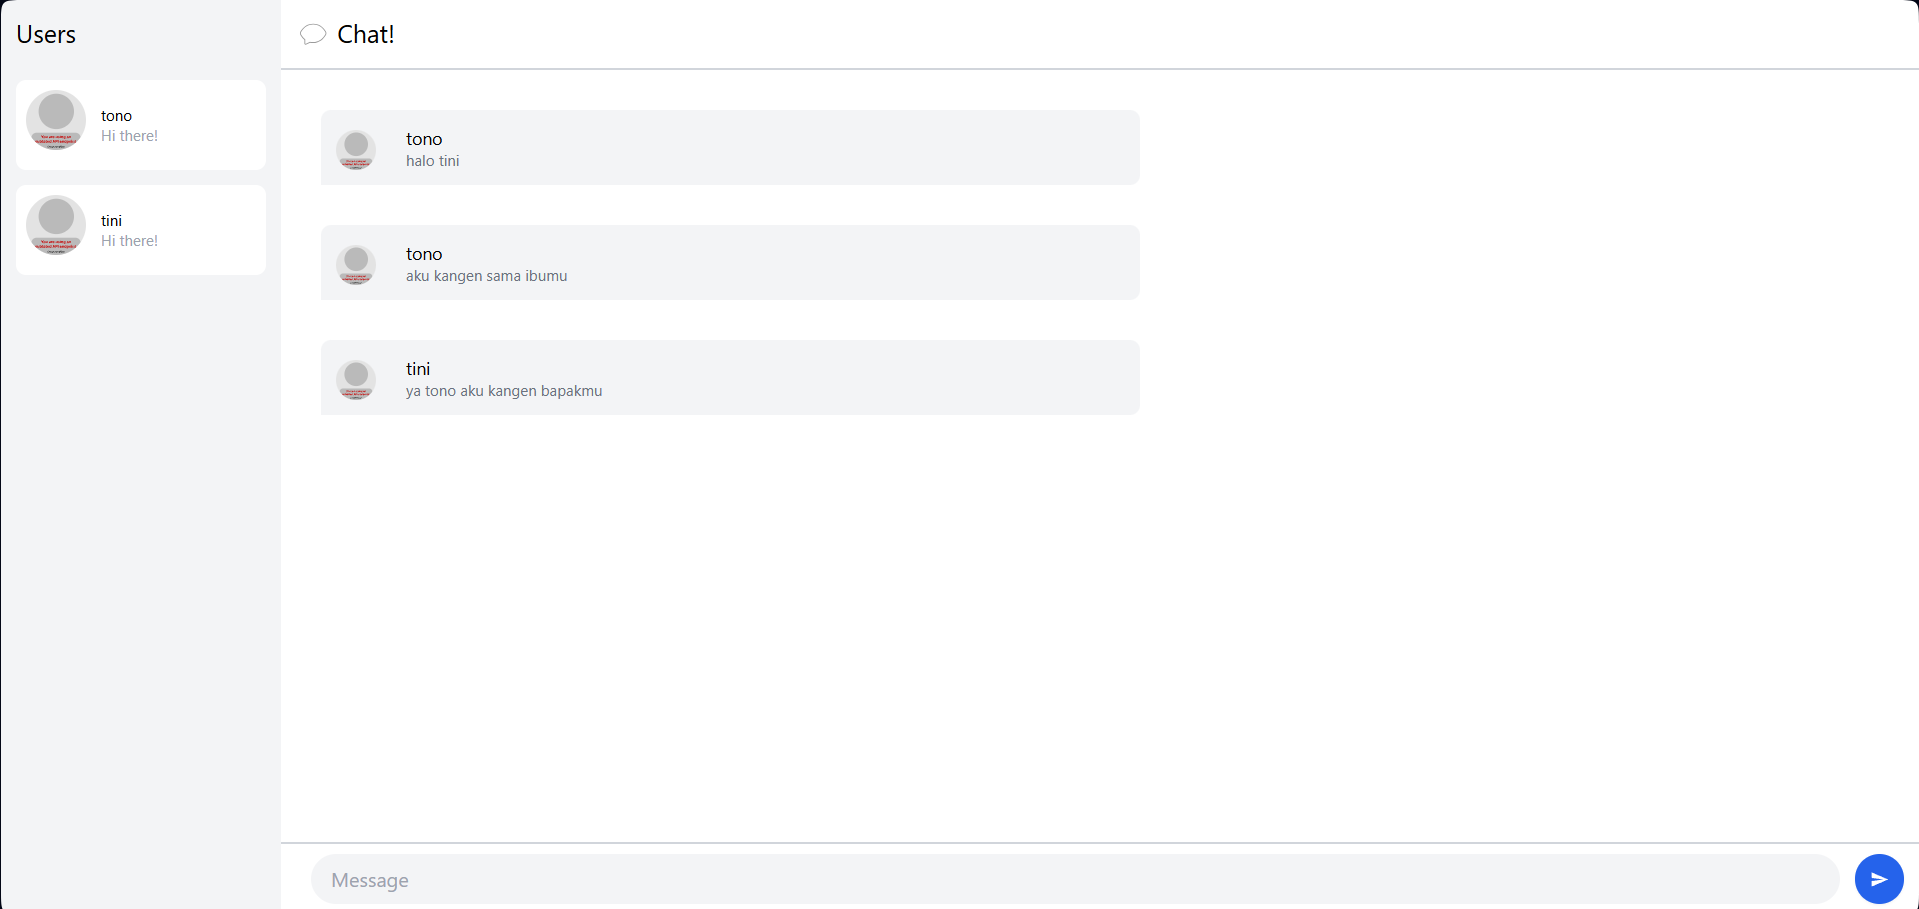 Users
tono
Hi there!
tini
Hi there!
Chat!
tono
halo tini
tono
aku kangen sama ibumu
tini
ya tono aku kangen bapakmu
Message